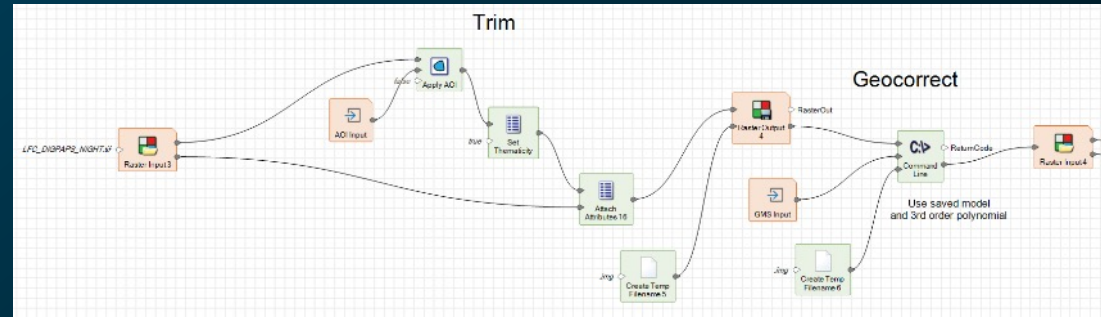 Trim
Geocorrect
Apply AOI
AOI Input
LFC_DIGPAPS_NIGHT.xl
Raster Input 3
true
Set
Thematicity
Attach
Attributes 16
.img
Create Temp
Filename 5
Raster Output
4
RasterOut
GMS Input
.img
Create Temp
Filename 6
C:\>
Command
Line
ReturnCode
Use saved model
and 3rd order polynomial
Raster Input 4